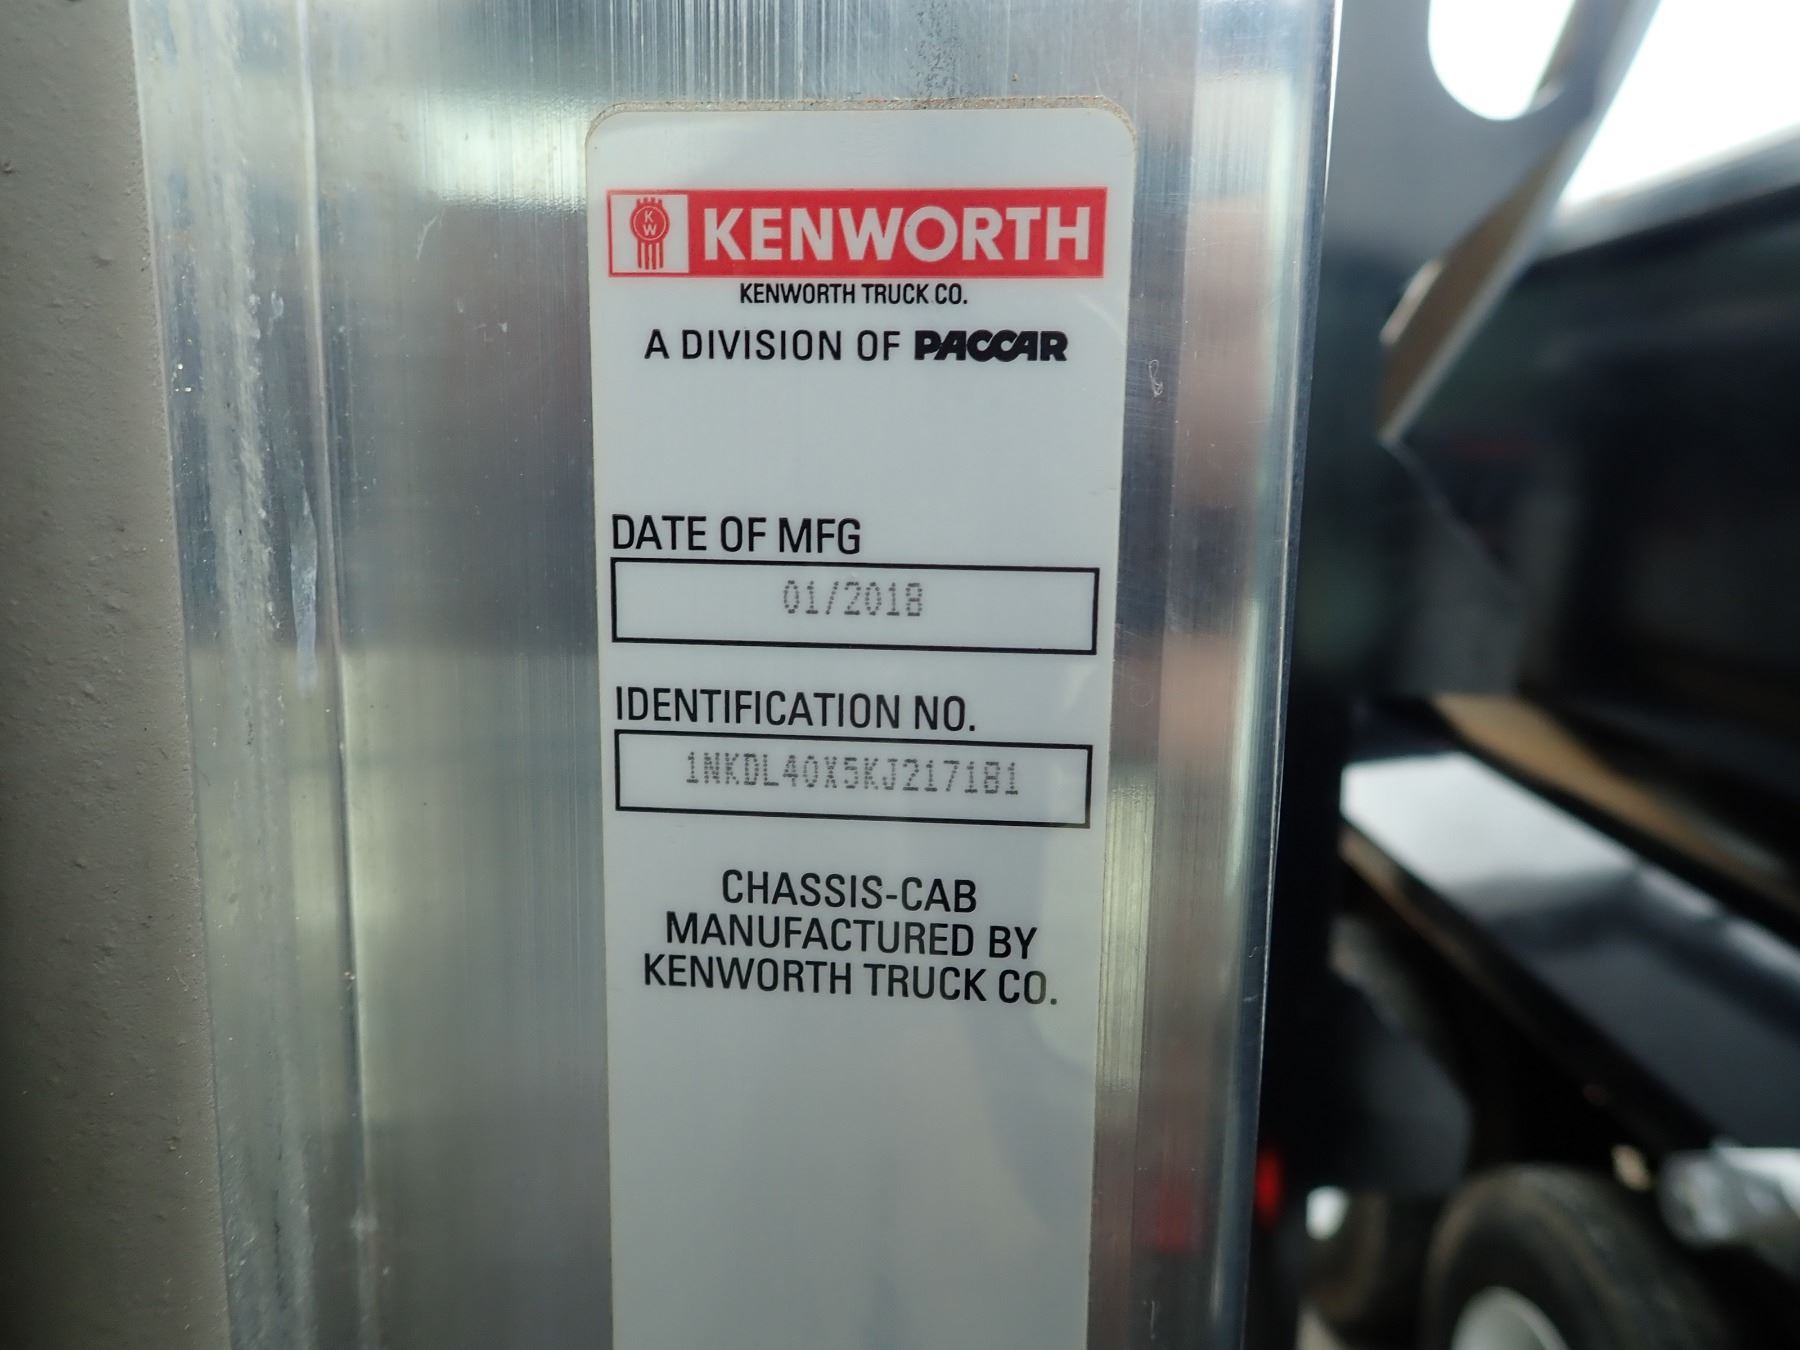 KW KENWORTH
KENWORTH TRUCK CO.
A DIVISION OF PACCAR
DATE OF MFG
01/2018
IDENTIFICATION NO.
1NKDL40X5KJ217181
CHASSIS-CAB
MANUFACTURED BY
KENWORTH TRUCK CO.